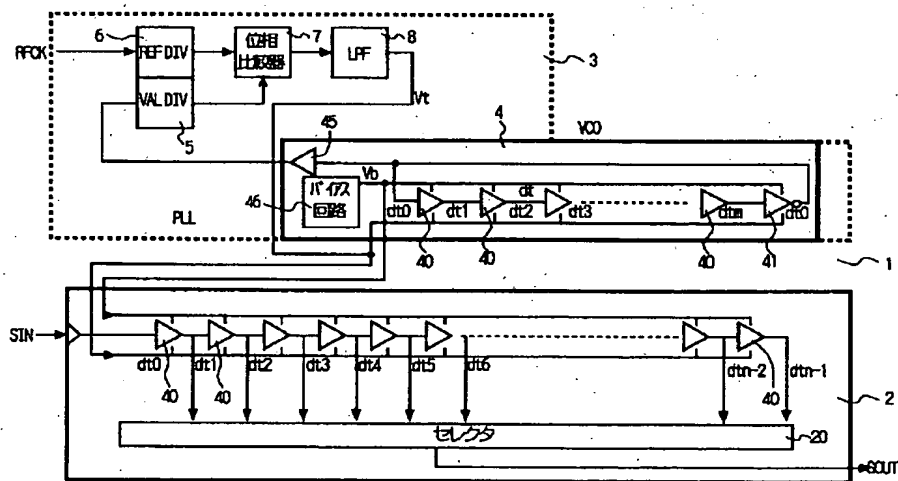 6
7
8
RFCK
REF DIV
位相
比較回路
LPF
3
VAL DIV
Vt
5
4
VCO
45
Vb
バイアス
回路
46
dt
dt0
dt1
dt2
dt3
dtm
dt0
PLL
40
40
40
41
1
SIN
dt0
dt1
dt2
dt3
dt4
dt5
dt6
dtn-2
dtn-1
40
40
40
2
セレクタ
20
SOUT